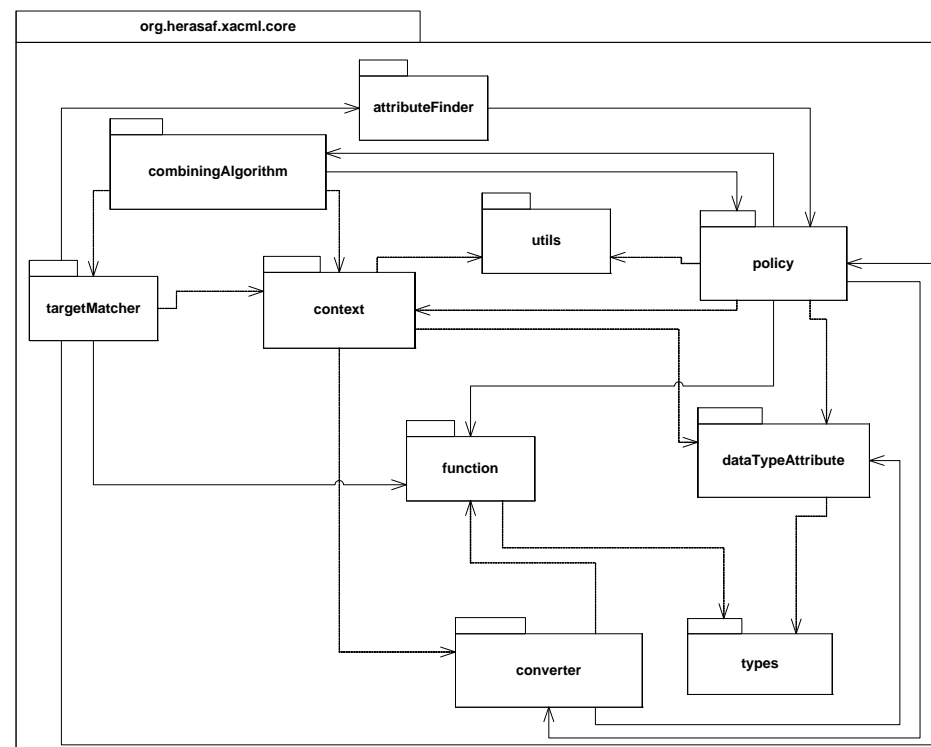 org.herasaf.xacml.core
attributeFinder
combiningAlgorithm
utils
policy
targetMatcher
context
function
dataTypeAttribute
converter
types